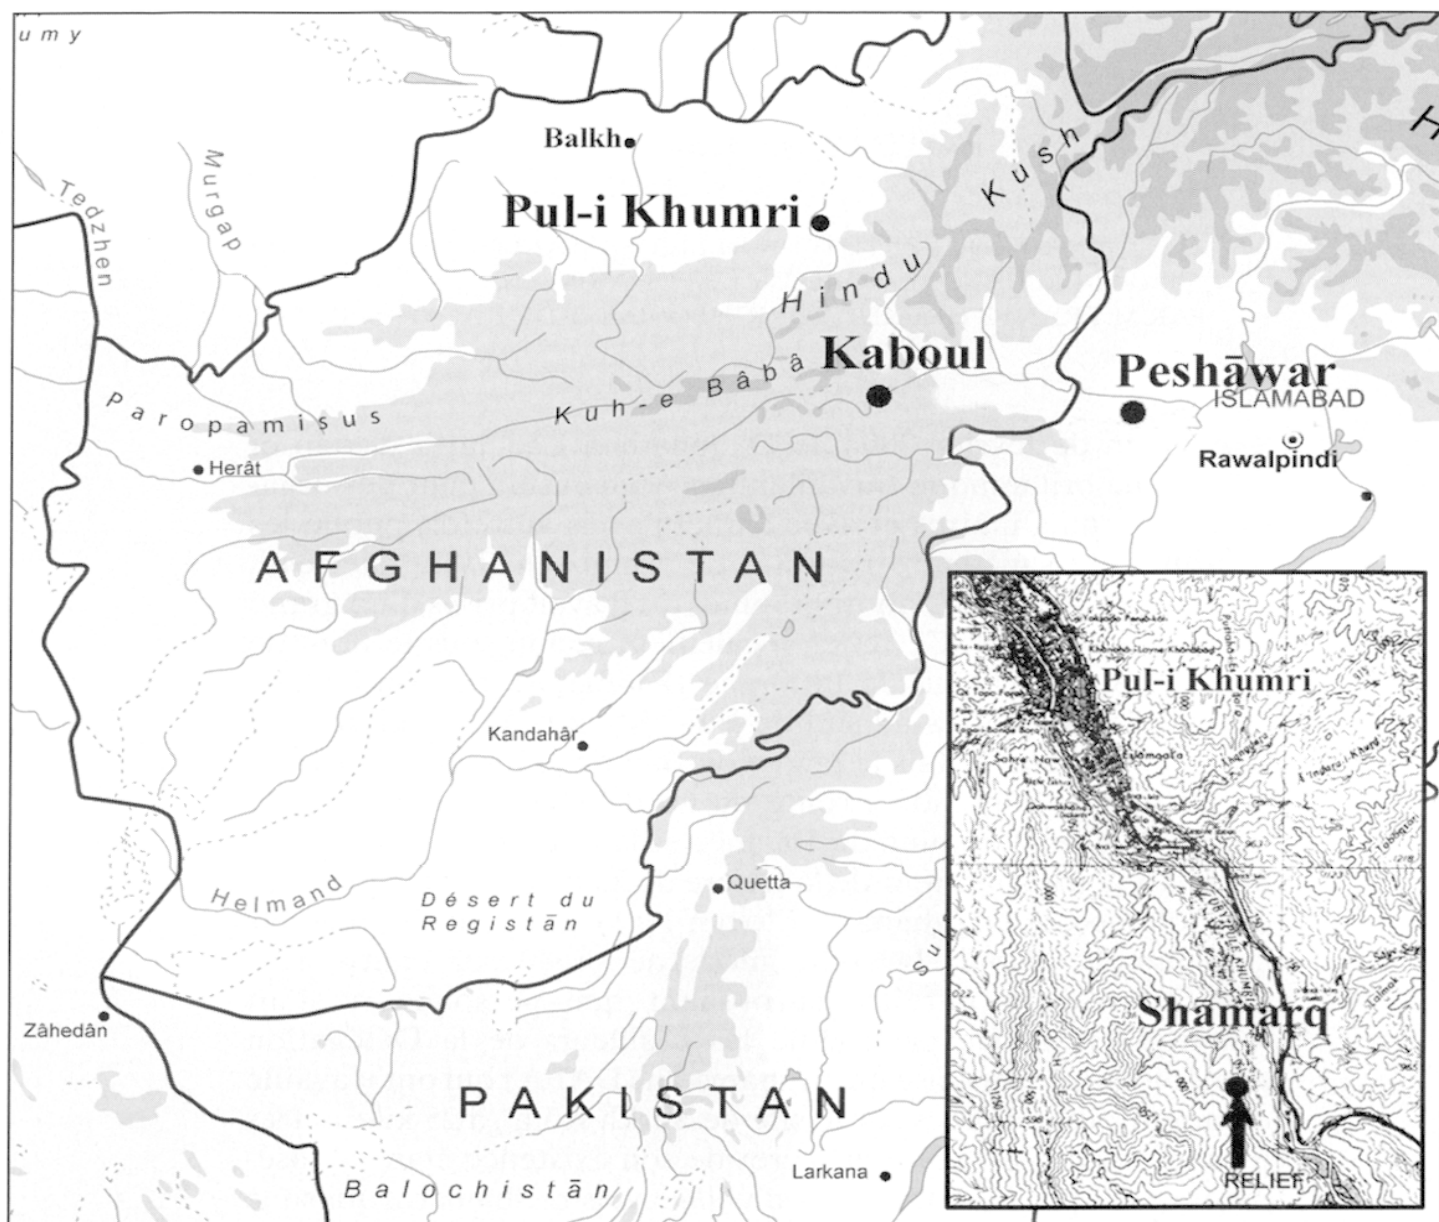 umy
Balkh
Pul-i Khumri
Kush
Hindu
Murgap
Tedzhen
Kaboul
Peshāwar
ISLAMABAD
Rawalpindi
Kuh-e Bâbâ
Paropamisus
Herât
H
AFGHANISTAN
Kandahâr
Helmand
Désert du
Registān
Quetta
Sul
Zâhedân
PAKISTAN
Balochistān
Larkana
Pul-i Khumri
Shāmarq
RELIEF